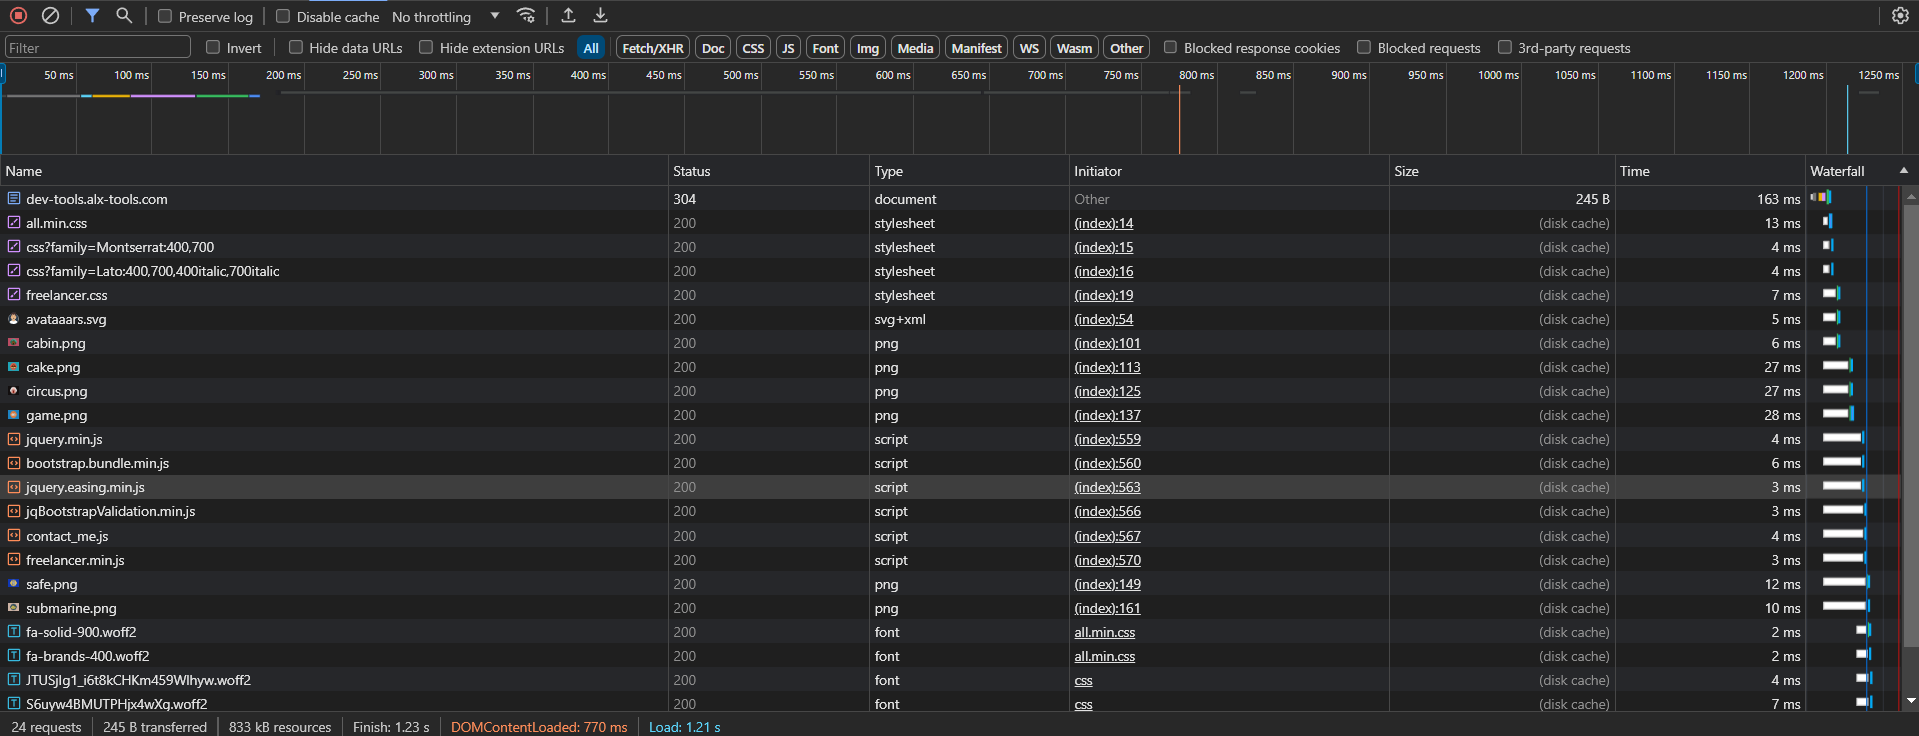 Preserve log Disable cache No throttling
Filter Invert Hide data URLs Hide extension URLs All Fetch/XHR Doc CSS JS Font Img Media Manifest WS Wasm Other Blocked response cookies Blocked requests 3rd-party requests
50 ms 100 ms 150 ms 200 ms 250 ms 300 ms 350 ms 400 ms 450 ms 500 ms 550 ms 600 ms 650 ms 700 ms 750 ms 800 ms 850 ms 900 ms 950 ms 1000 ms 1050 ms 1100 ms 1150 ms 1200 ms 1250 ms
Name Status Type Initiator Size Time Waterfall
dev-tools.alx-tools.com 304 document Other 245 B 163 ms
all.min.css 200 stylesheet (index):14 (disk cache) 13 ms
css?family=Montserrat:400,700 200 stylesheet (index):15 (disk cache) 4 ms
css?family=Lato:400,700,400italic,700italic 200 stylesheet (index):16 (disk cache) 4 ms
freelancer.css 200 stylesheet (index):19 (disk cache) 7 ms
avataaars.svg 200 svg+xml (index):54 (disk cache) 5 ms
cabin.png 200 png (index):101 (disk cache) 6 ms
cake.png 200 png (index):113 (disk cache) 27 ms
circus.png 200 png (index):125 (disk cache) 27 ms
game.png 200 png (index):137 (disk cache) 28 ms
jquery.min.js 200 script (index):559 (disk cache) 4 ms
bootstrap.bundle.min.js 200 script (index):560 (disk cache) 6 ms
jquery.easing.min.js 200 script (index):563 (disk cache) 3 ms
jqBootstrapValidation.min.js 200 script (index):566 (disk cache) 3 ms
contact_me.js 200 script (index):567 (disk cache) 4 ms
freelancer.min.js 200 script (index):570 (disk cache) 3 ms
safe.png 200 png (index):149 (disk cache) 12 ms
submarine.png 200 png (index):161 (disk cache) 10 ms
fa-solid-900.woff2 200 font all.min.css (disk cache) 2 ms
fa-brands-400.woff2 200 font all.min.css (disk cache) 2 ms
JTUSjIg1_i6t8kCHKm459Wlhyw.woff2 200 font css (disk cache) 4 ms
S6uyw4BMUTPHjx4wXg.woff2 200 font css (disk cache) 7 ms
24 requests 245 B transferred 833 kB resources Finish: 1.23 s DOMContentLoaded: 770 ms Load: 1.21 s